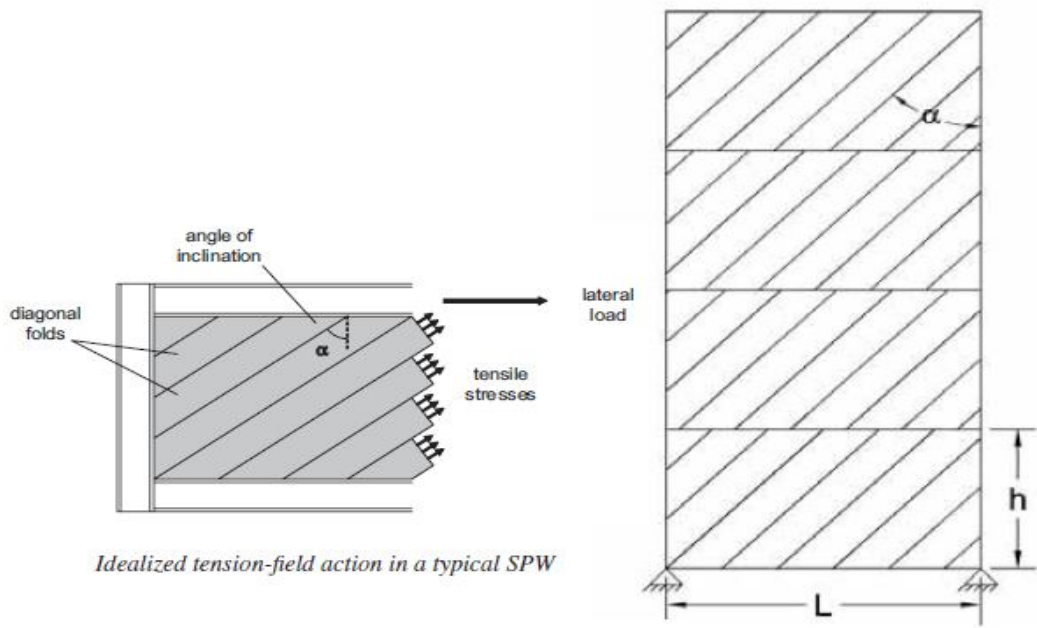 angle of
inclination
diagonal
folds
α
lateral
load
tensile
stresses
Idealized tension-field action in a typical SPW
α
h
L